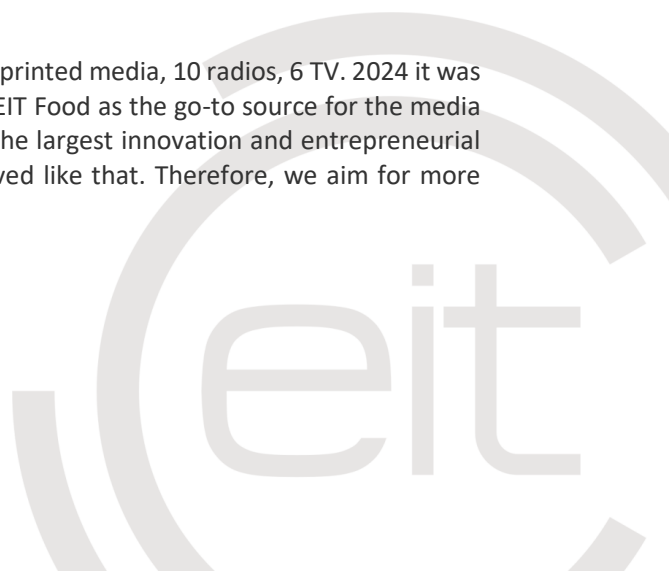 printed media, 10 radios, 6 TV. 2024 it was
EIT Food as the go-to source for the media
he largest innovation and entrepreneurial
ved like that. Therefore, we aim for more
eit